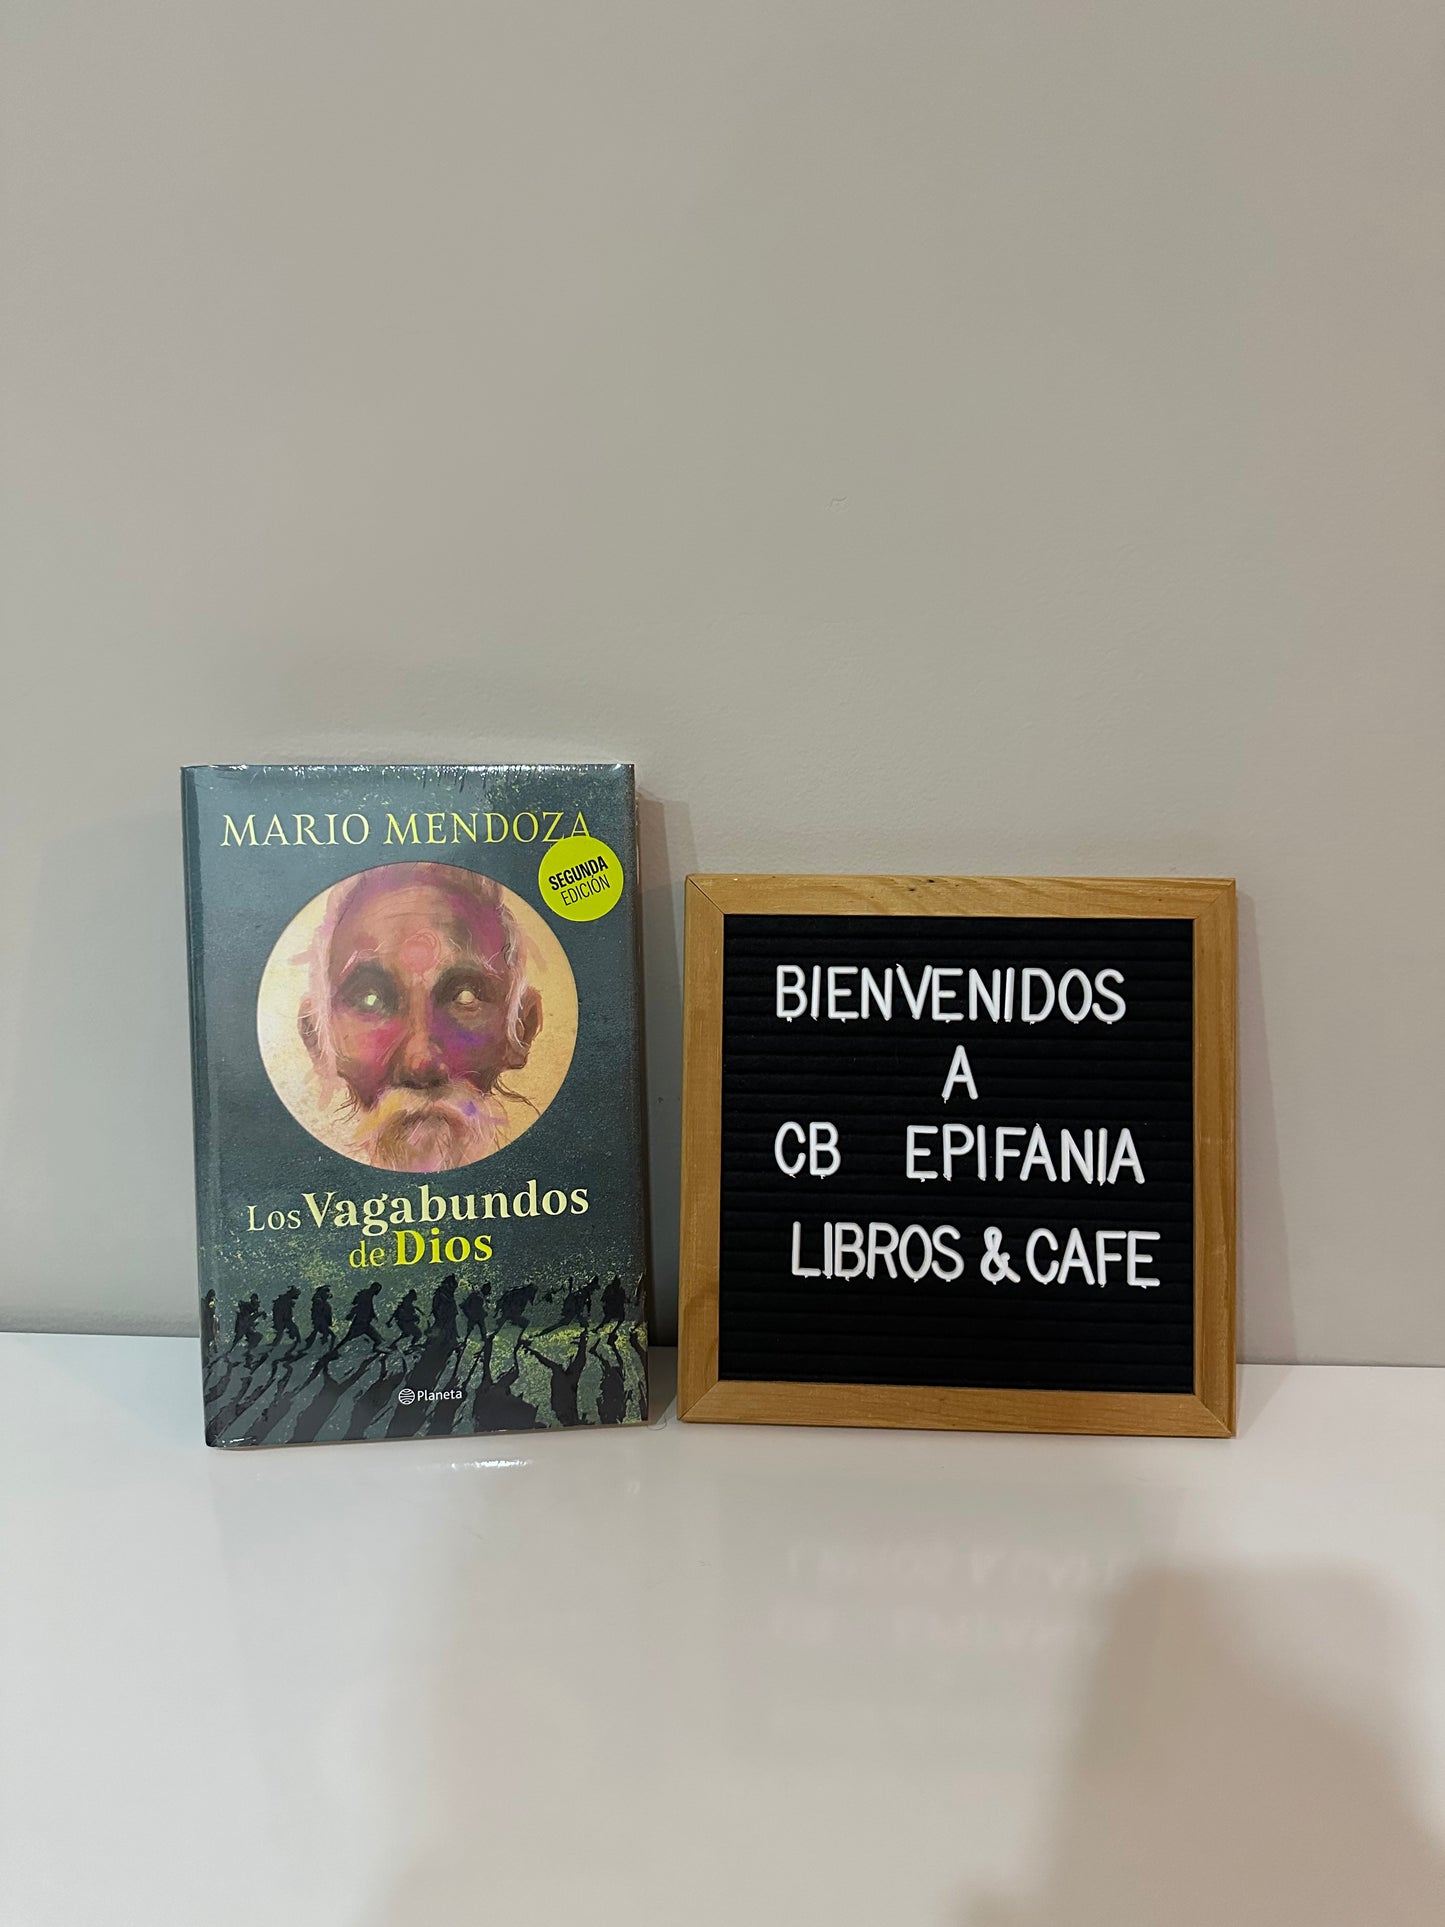 MARIO MENDOZA
SEGUNDA
EDICIÓN
Los Vagabundos
de Dios
Planeta
BIENVENIDOS
A
CB EPIFANIA
LIBROS & CAFE